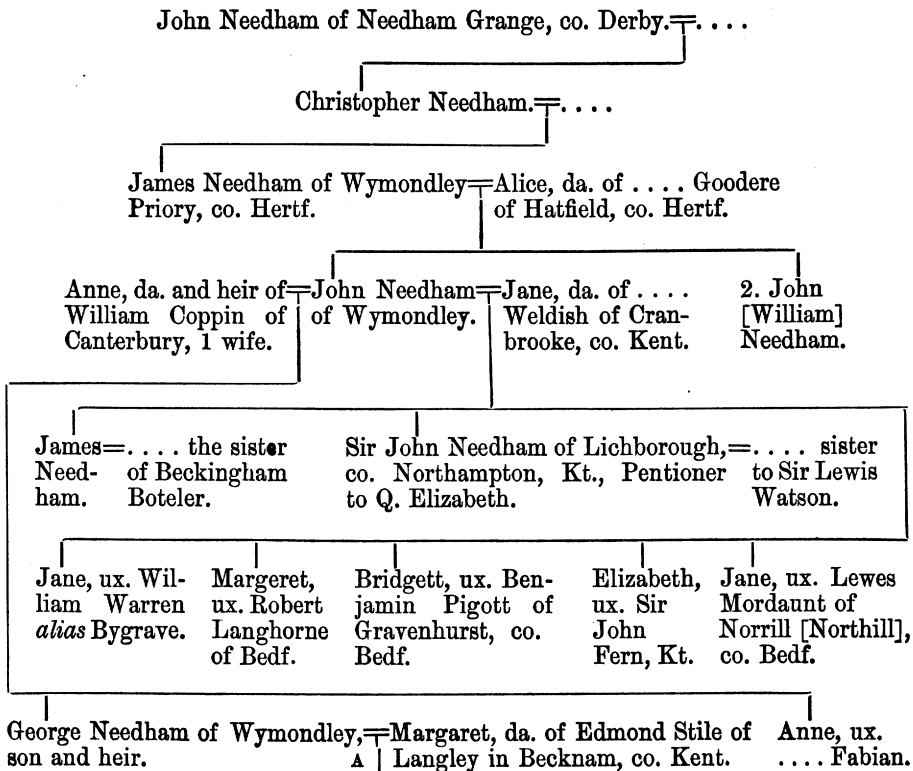 John Needham of Needham Grange, co. Derby.=. . . .
Christopher Needham.=. . . .
James Needham of Wymondley=Alice, da. of . . . . Goodere
Priory, co. Hertf. of Hatfield, co. Hertf.
Anne, da. and heir of=John Needham=Jane, da. of . . . . 2. John
William Coppin of of Wymondley. Weldish of Cran- [William]
Canterbury, 1 wife. brooke, co. Kent. Needham.
James=. . . . the sister Sir John Needham of Lichborough,=. . . . sister
Need- of Beckingham co. Northampton, Kt., Pentioner to Sir Lewis
ham. Boteler. to Q. Elizabeth. Watson.
Jane, ux. Wil- Margeret, Bridgett, ux. Ben- Elizabeth, Jane, ux. Lewes
liam Warren ux. Robert jamin Pigott of ux. Sir Mordaunt of
alias Bygrave. Langhorne Gravenhurst, co. John Norrill [Northill],
of Bedf. Bedf. Fern, Kt. co. Bedf.
George Needham of Wymondley,=Margaret, da. of Edmond Stile of Anne, ux.
son and heir. A Langley in Becknam, co. Kent. . . . . Fabian.